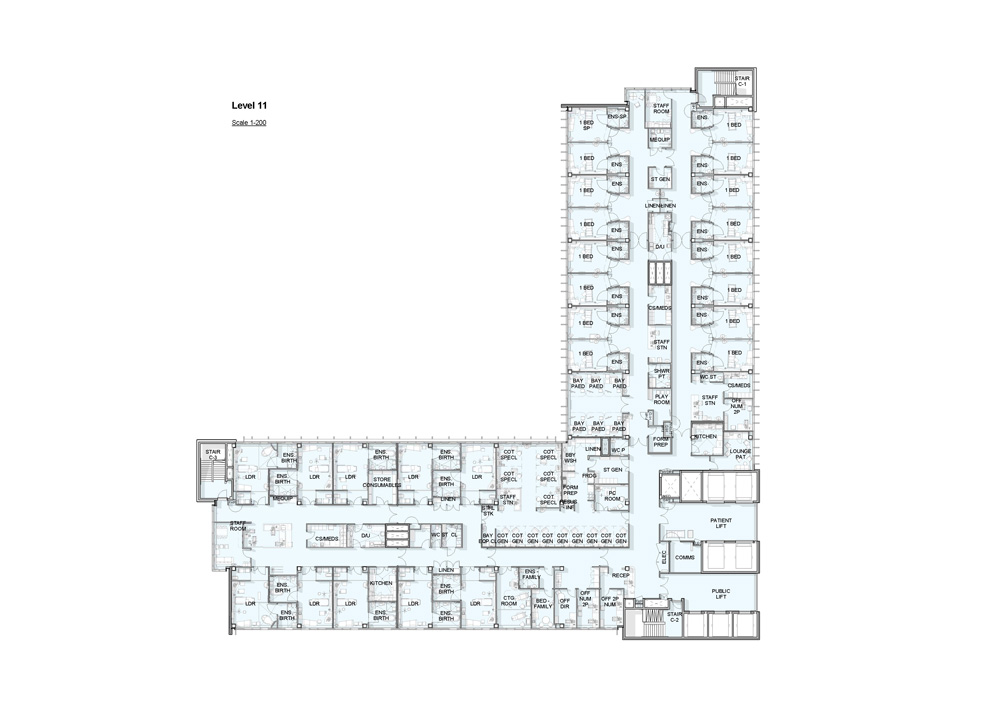 Level 11
Scale 1-200
STAIR
C-1
STAFF
ROOM
ENS-SP
ENS
1 BED
SP
1 BED
MEQUIP
1 BED
ENS
ENS
1 BED
ST GEN
1 BED
ENS
ENS
1 BED
LINEN
LINEN
1 BED
ENS
ENS
1 BED
D/U
1 BED
ENS
ENS
1 BED
1 BED
ENS
ENS
1 BED
CS/MEDS
1 BED
ENS
ENS
1 BED
STAFF
STN
1 BED
ENS
ENS
1 BED
SHWR
PT
WC ST
CS/MEDS
BAY
PAED
BAY
PAED
BAY
PAED
PLAY
ROOM
STAFF
STN
OFF
NUM
2P
BAY
PAED
BAY
PAED
BAY
PAED
FORM
PREP
KITCHEN
LOUNGE
PAT
STAIR
C-3
LDR
ENS
BIRTH
ENS
BIRTH
MEQUIP
LDR
LDR
ENS
BIRTH
STORE
CONSUMABLES
LDR
ENS
BIRTH
ENS
BIRTH
LINEN
LDR
COT
SPECL
COT
SPECL
COT
SPECL
COT
SPECL
STAFF
STN
COT
SPECL
BBY
WSH
LINEN
WC P
FRDG
ST GEN
FORM
PREP
PC
ROOM
STAFF
ROOM
CS/MEDS
D/U
WC ST
CL
COT
GEN
COT
GEN
COT
GEN
COT
GEN
COT
GEN
COT
GEN
COT
GEN
COT
GEN
COT
GEN
PATIENT
LIFT
ELEC
COMMS
PUBLIC
LIFT
LDR
ENS
BIRTH
ENS
BIRTH
LDR
LDR
KITCHEN
ENS
BIRTH
LDR
LINEN
ENS
BIRTH
ENS
BIRTH
LDR
CTG
ROOM
ENS
FAMILY
BED -
FAMILY
OFF
DIR
OFF
NUM
2P
OFF 2P
NUM
RECEP
STAIR
C-2